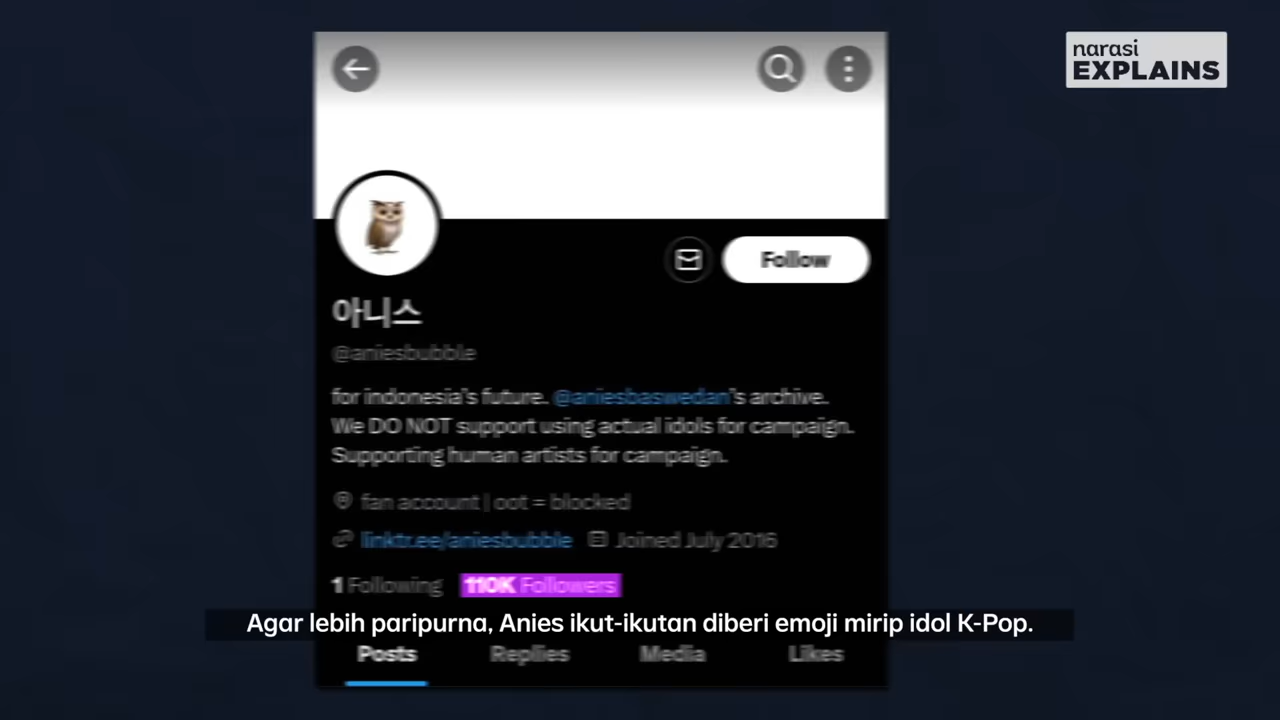 narasi
EXPLAINS
Follow
아니스
@aniesbubble
for indonesia's future. @aniesbaswedan's archive.
We DO NOT support using actual idols for campaign.
Supporting human artists for campaign.
fan account | oot = blocked
linktr.ee/aniesbubble Joined July 2016
1 Following 110K Followers
Agar lebih paripurna, Anies ikut-ikutan diberi emoji mirip idol K-Pop.
Posts Replies Media Likes